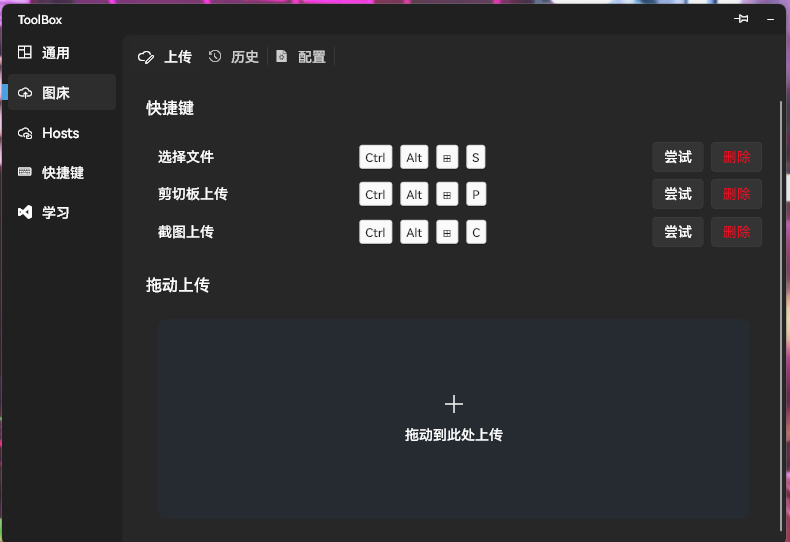 ToolBox
通用
图床
Hosts
快捷键
学习
上传 历史 配置
快捷键
选择文件 Ctrl Alt ⊞ S 尝试 删除
剪切板上传 Ctrl Alt ⊞ P 尝试 删除
截图上传 Ctrl Alt ⊞ C 尝试 删除
拖动上传
拖动到此处上传